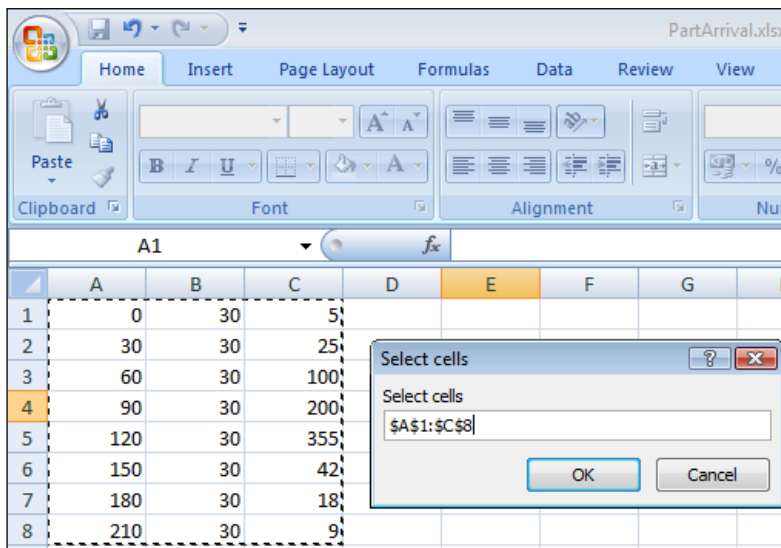 PartArrival.xlsx
Home Insert Page Layout Formulas Data Review View
Paste
B I U A A A %
Clipboard Font Alignment
A1 fx
A B C D E F G
1 0 30 5
2 30 30 25
3 60 30 100
4 90 30 200
5 120 30 355
6 150 30 42
7 180 30 18
8 210 30 9
Select cells ?
Select cells
$A$1:$C$8
OK Cancel